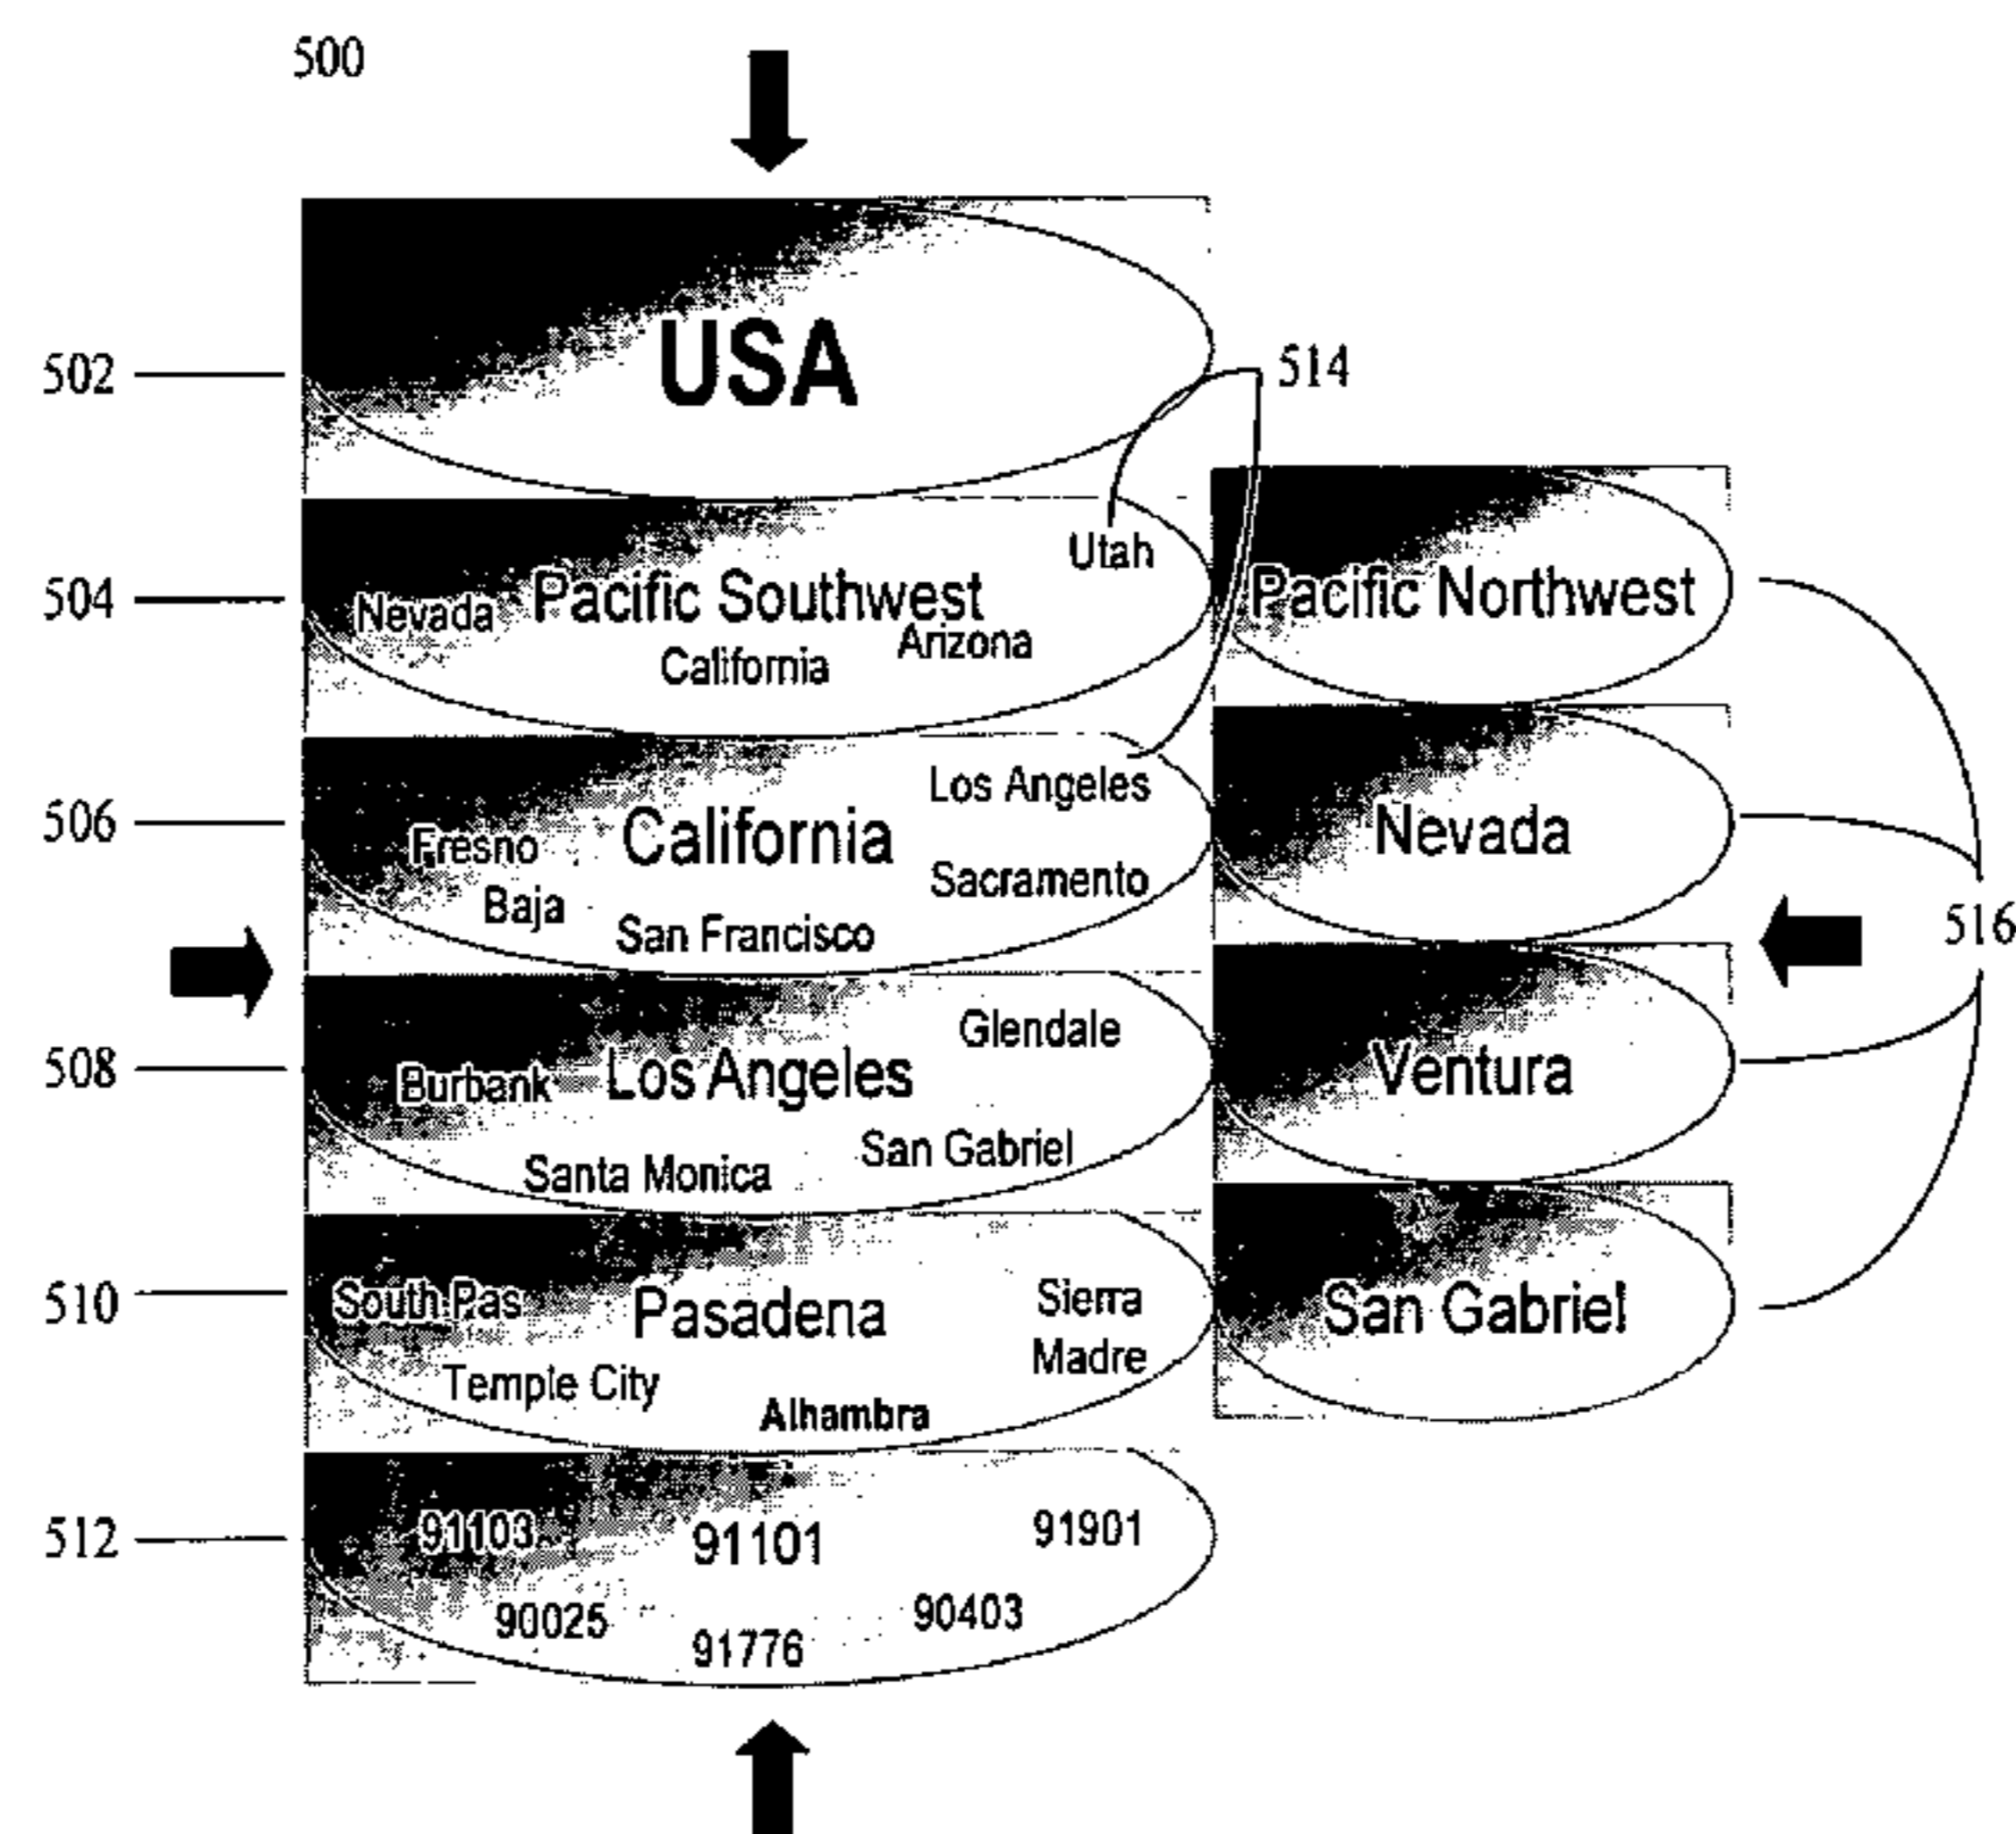 500
USA
502
514
Utah
504
Nevada
Pacific Southwest
Arizona
California
Pacific Northwest
506
Los Angeles
California
Fresno
Sacramento
Baja
San Francisco
Nevada
516
508
Glendale
Burbank
Los Angeles
San Gabriel
Santa Monica
Ventura
510
South Pas
Pasadena
Sierra
Madre
Temple City
Alhambra
San Gabriel
512
91103
91101
91901
90025
90403
91776